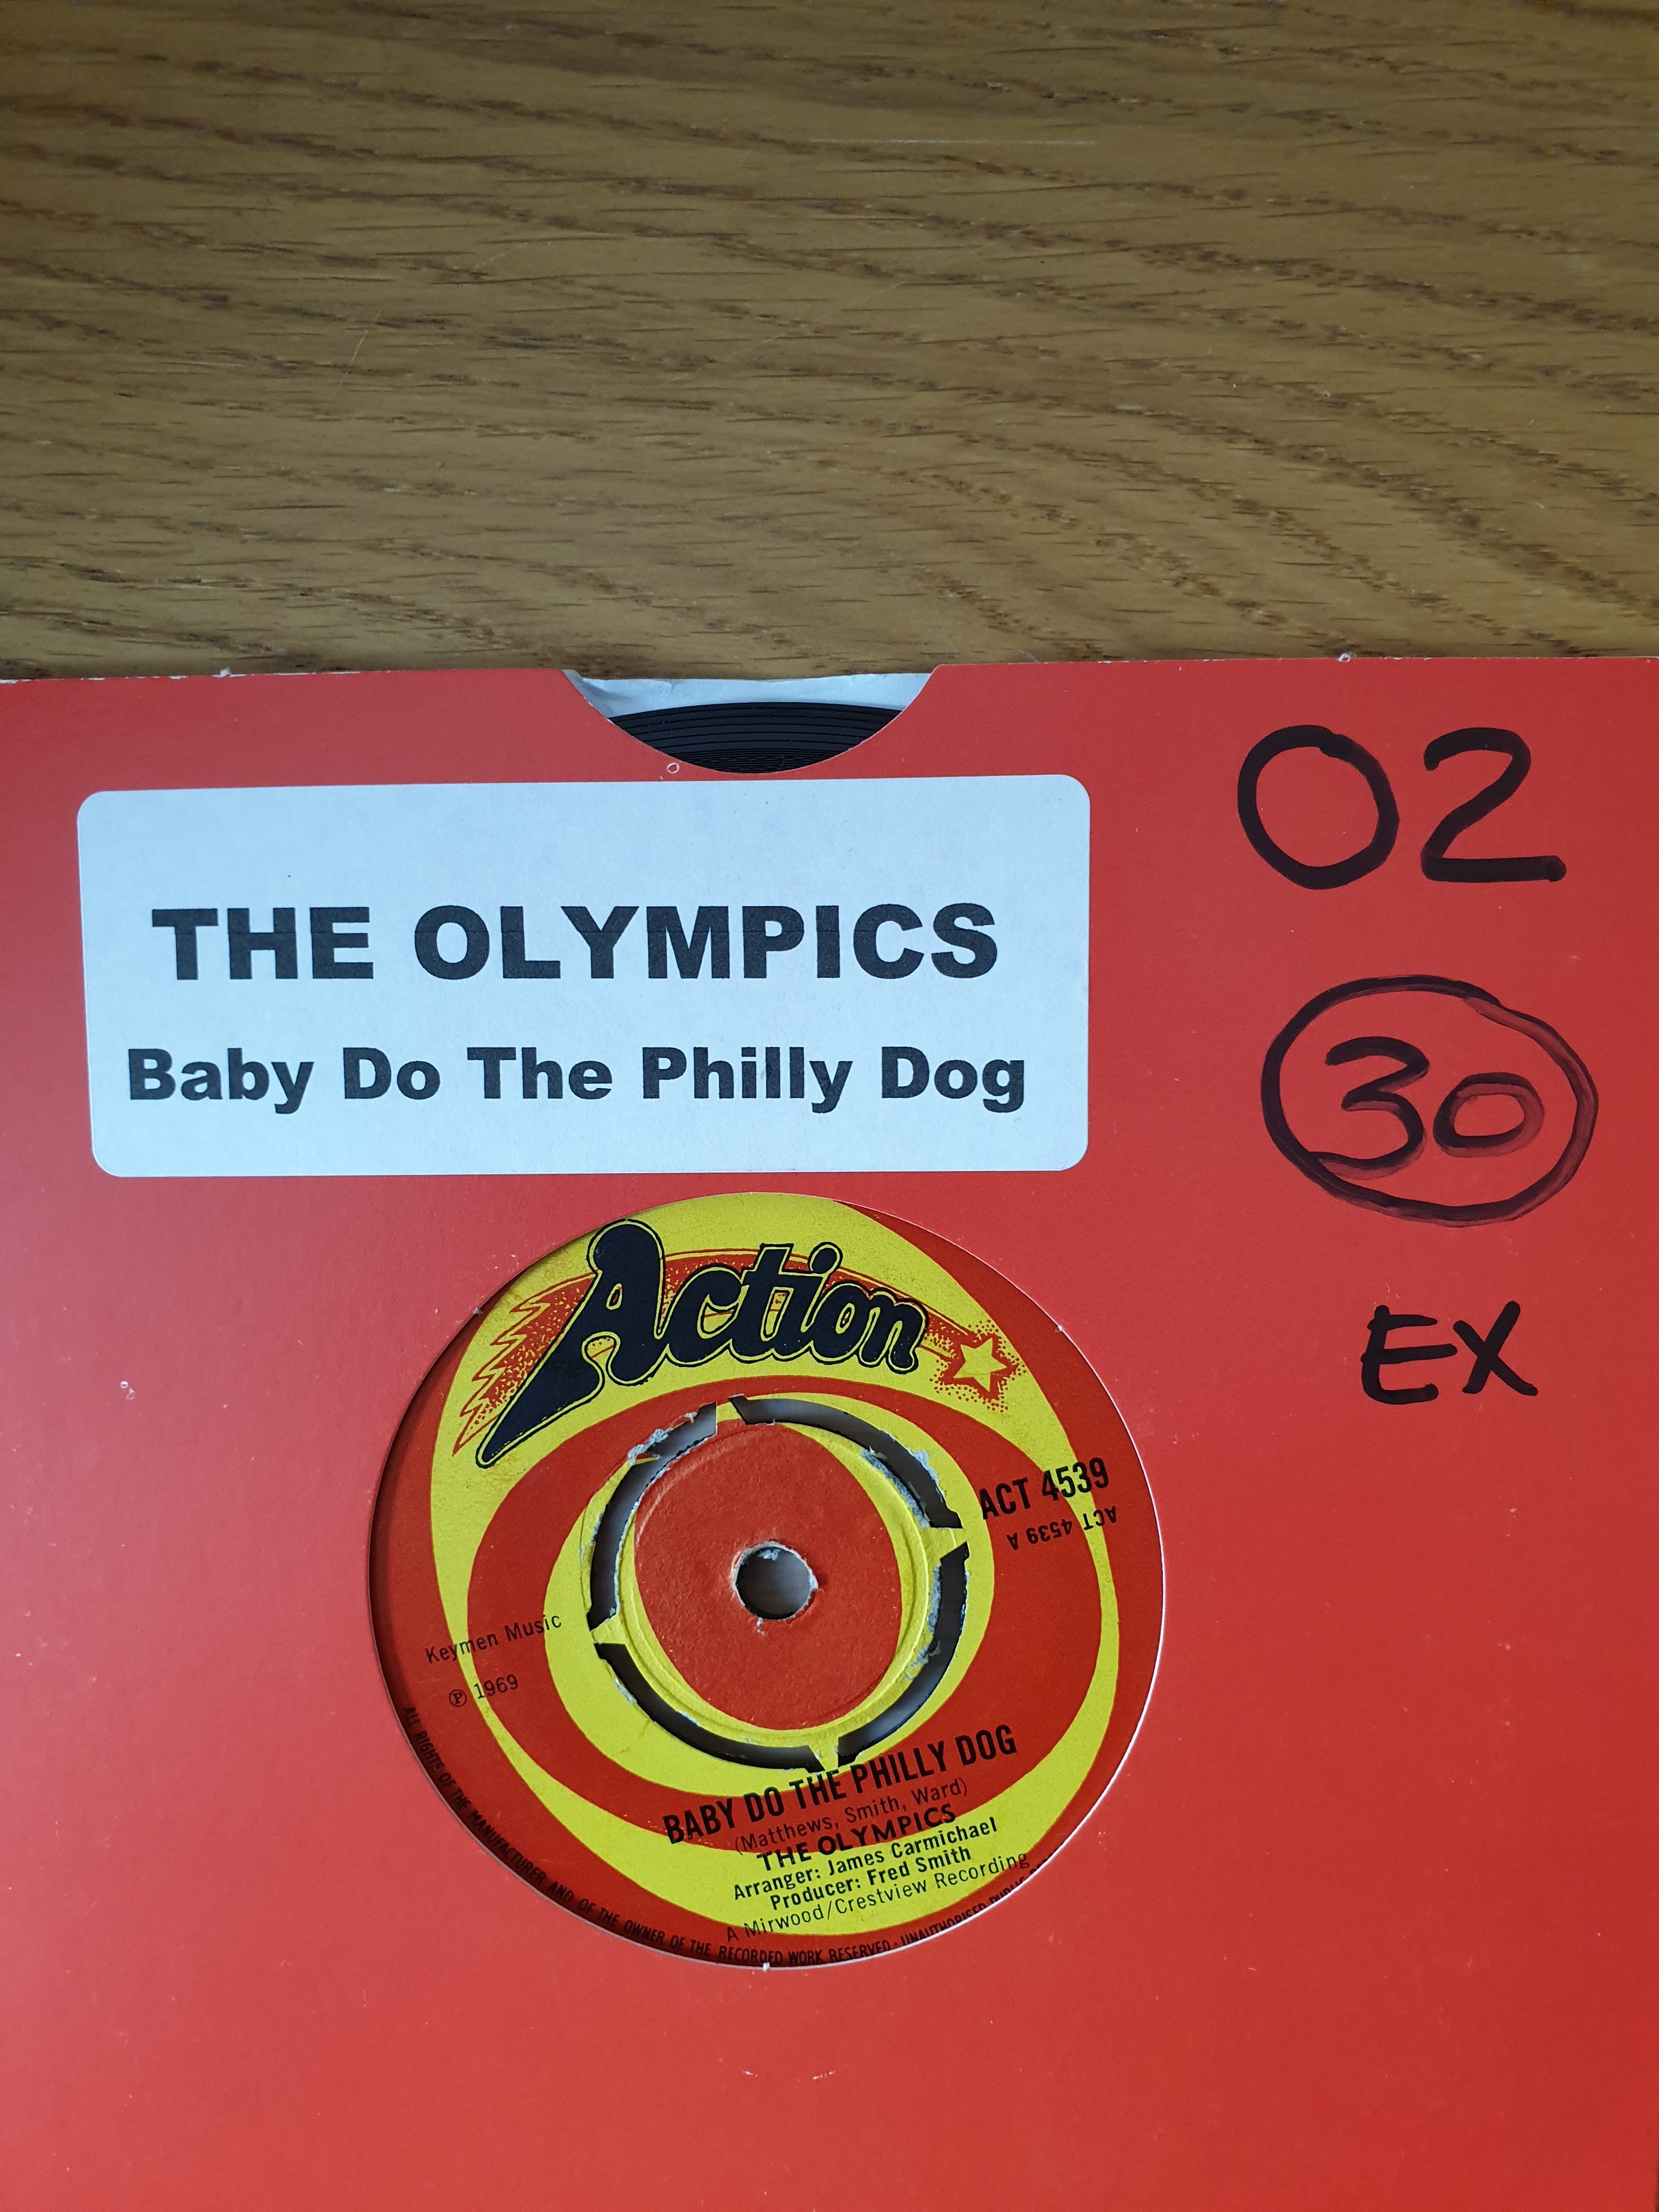 02
THE OLYMPICS
Baby Do The Philly Dog
30
EX
Action
ACT 4539
ACT 4539 A
Keymen Music
℗ 1969
BABY DO THE PHILLY DOG
(Matthews, Smith, Ward)
THE OLYMPICS
Arranger: James Carmichael
Producer: Fred Smith
A Mirwood/Crestview Recording
ALL RIGHTS OF THE MANUFACTURER AND OF THE OWNER OF THE RECORDED WORK RESERVED · UNAUTHORISED PUBLIC